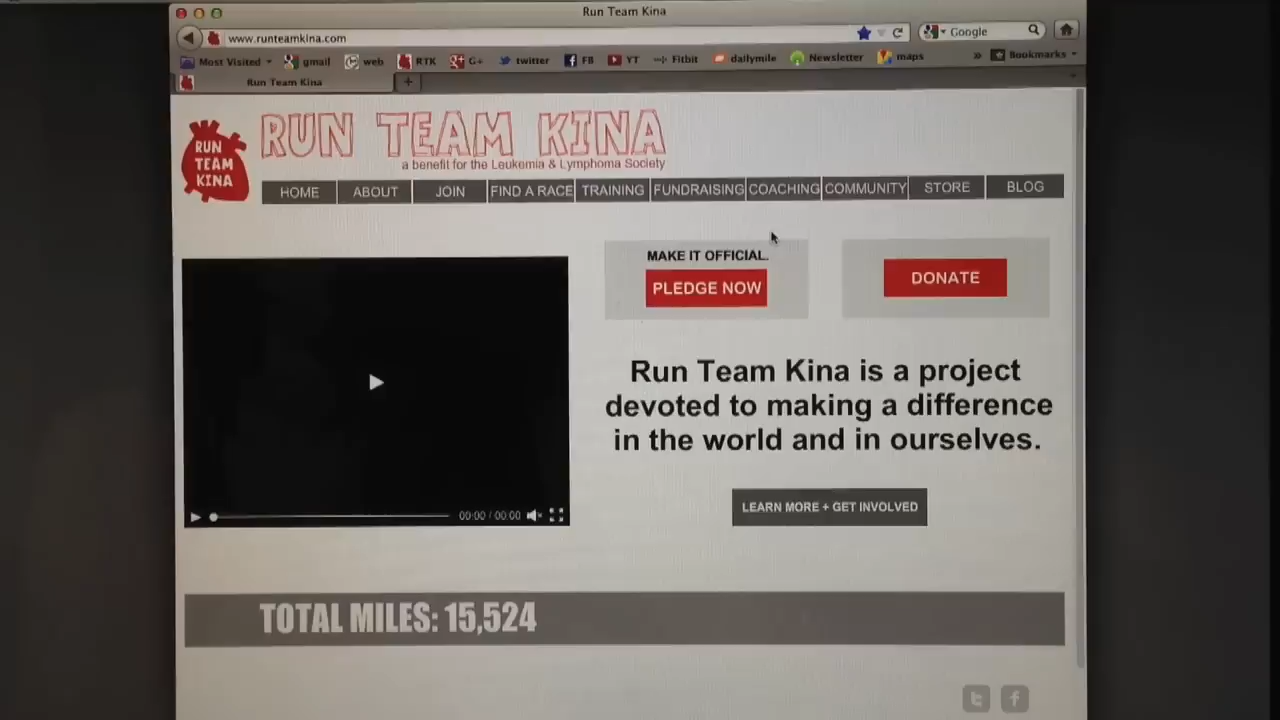 Run Team Kina
www.runteamkina.com
Google
Most Visited gmail web RTK G+ twitter FB YT Fitbit dailymile Newsletter maps » Bookmarks
Run Team Kina +
RUN TEAM KINA
RUN TEAM KINA
a benefit for the Leukemia & Lymphoma Society
HOME ABOUT JOIN FIND A RACE TRAINING FUNDRAISING COACHING COMMUNITY STORE BLOG
MAKE IT OFFICIAL.
PLEDGE NOW
DONATE
Run Team Kina is a project
devoted to making a difference
in the world and in ourselves.
00:00 / 00:00
LEARN MORE + GET INVOLVED
TOTAL MILES: 15,524